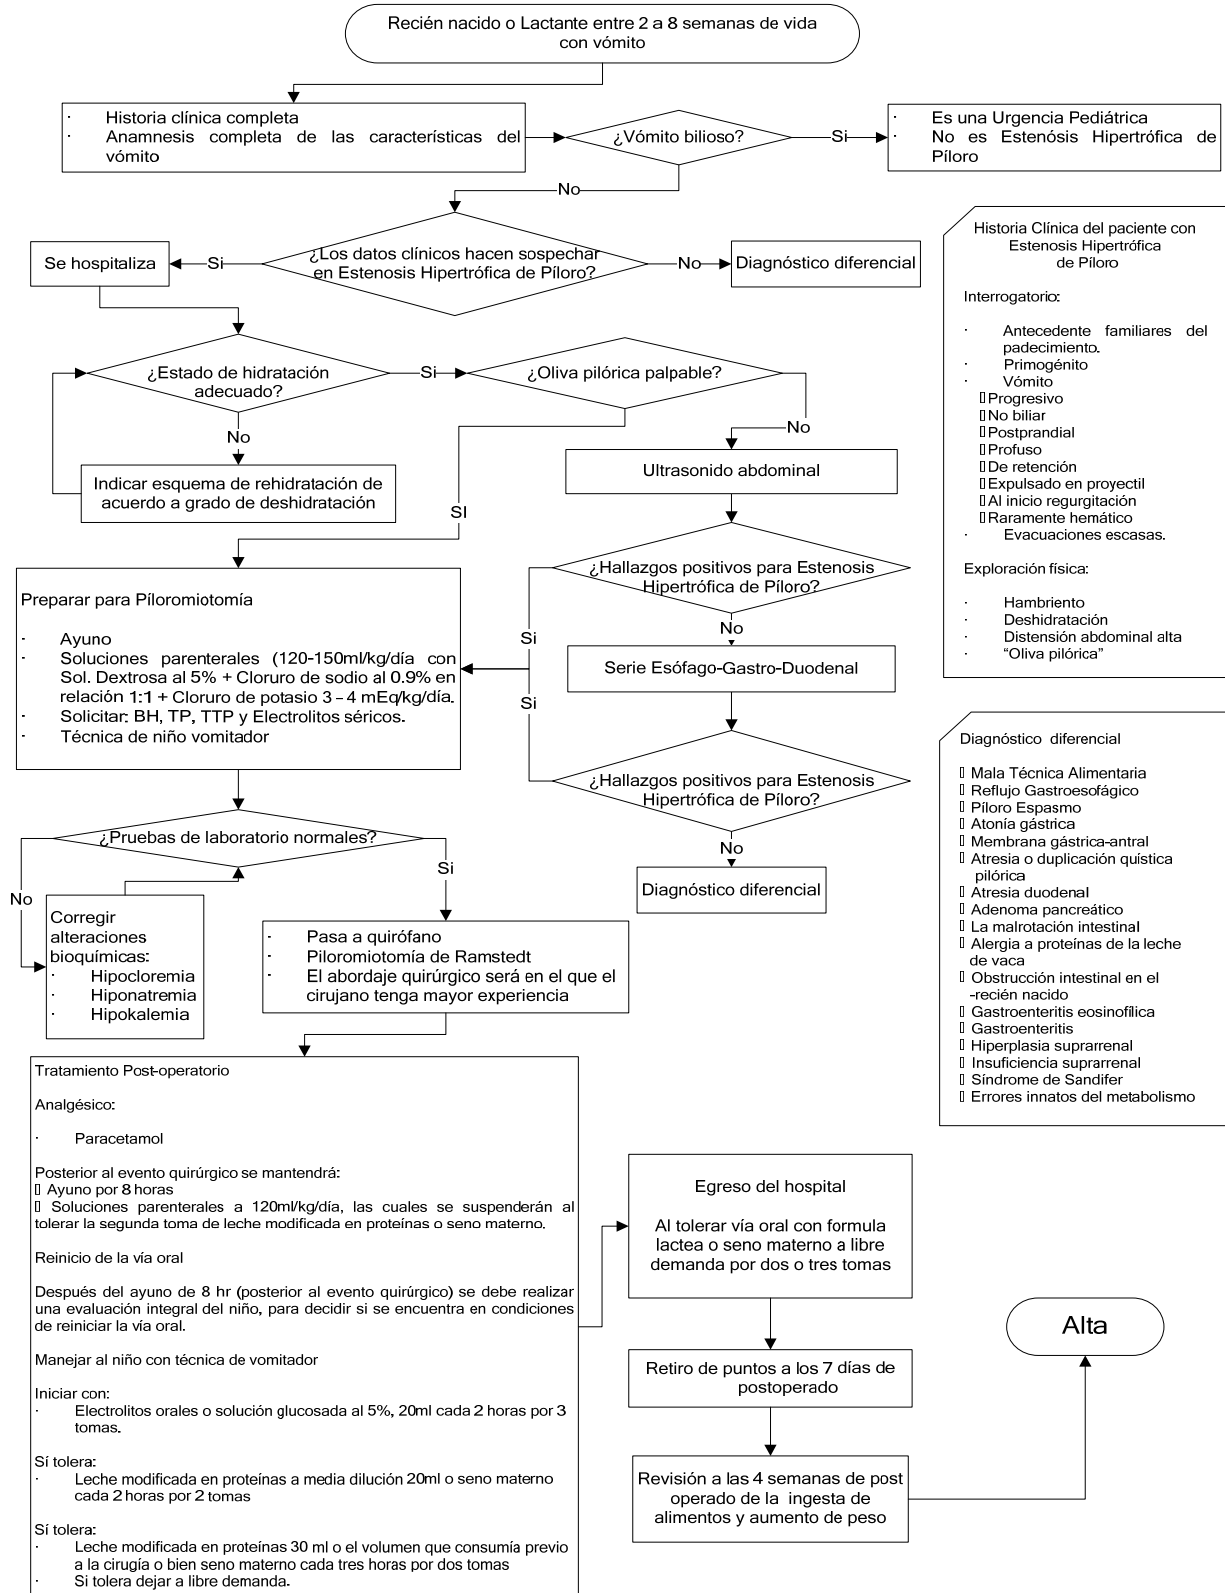 Recién nacido o Lactante entre 2 a 8 semanas de vida
con vómito
· Historia clínica completa
· Anamnesis completa de las características del
vómito
¿Vómito bilioso?
Si
· Es una Urgencia Pediátrica
· No es Estenósis Hipertrófica de
Píloro
No
¿Los datos clínicos hacen sospechar
en Estenosis Hipertrófica de Píloro?
Si
Se hospitaliza
No
Diagnóstico diferencial
¿Estado de hidratación
adecuado?
Si
¿Oliva pilórica palpable?
No
Indicar esquema de rehidratación de
acuerdo a grado de deshidratación
SI
No
Ultrasonido abdominal
¿Hallazgos positivos para Estenosis
Hipertrófica de Píloro?
Si
No
Serie Esófago-Gastro-Duodenal
Si
¿Hallazgos positivos para Estenosis
Hipertrófica de Píloro?
No
Diagnóstico diferencial
Preparar para Píloromiotomía
· Ayuno
· Soluciones parenterales (120-150ml/kg/día con
Sol. Dextrosa al 5% + Cloruro de sodio al 0.9% en
relación 1:1 + Cloruro de potasio 3 – 4 mEq/kg/día.
· Solicitar: BH, TP, TTP y Electrolitos séricos.
· Técnica de niño vomitador
¿Pruebas de laboratorio normales?
No
Si
Corregir
alteraciones
bioquímicas:
· Hipocloremia
· Hiponatremia
· Hipokalemia
· Pasa a quirófano
· Piloromiotomía de Ramstedt
· El abordaje quirúrgico será en el que el
cirujano tenga mayor experiencia
Tratamiento Post-operatorio
Analgésico:
· Paracetamol
Posterior al evento quirúrgico se mantendrá:
▯ Ayuno por 8 horas
▯ Soluciones parenterales a 120ml/kg/día, las cuales se suspenderán al
tolerar la segunda toma de leche modificada en proteínas o seno materno.
Reinicio de la vía oral
Después del ayuno de 8 hr (posterior al evento quirúrgico) se debe realizar
una evaluación integral del niño, para decidir si se encuentra en condiciones
de reiniciar la vía oral.
Manejar al niño con técnica de vomitador
Iniciar con:
· Electrolitos orales o solución glucosada al 5%, 20ml cada 2 horas por 3
tomas.
Sí tolera:
· Leche modificada en proteínas a media dilución 20ml o seno materno
cada 2 horas por 2 tomas
Sí tolera:
· Leche modificada en proteínas 30 ml o el volumen que consumía previo
a la cirugía o bien seno materno cada tres horas por dos tomas
· Si tolera dejar a libre demanda.
Egreso del hospital
Al tolerar vía oral con formula
lactea o seno materno a libre
demanda por dos o tres tomas
Retiro de puntos a los 7 días de
postoperado
Revisión a las 4 semanas de post
operado de la ingesta de
alimentos y aumento de peso
Alta
Historia Clínica del paciente con
Estenosis Hipertrófica
de Píloro
Interrogatorio:
· Antecedente familiares del
padecimiento.
· Primogénito
· Vómito
▯ Progresivo
▯ No biliar
▯ Postprandial
▯ Profuso
▯ De retención
▯ Expulsado en proyectil
▯ Al inicio regurgitación
▯ Raramente hemático
· Evacuaciones escasas.
Exploración física:
· Hambriento
· Deshidratación
· Distensión abdominal alta
· “Oliva pilórica”
Diagnóstico diferencial
▯ Mala Técnica Alimentaria
▯ Reflujo Gastroesofágico
▯ Píloro Espasmo
▯ Atonía gástrica
▯ Membrana gástrica-antral
▯ Atresia o duplicación quística
pilórica
▯ Atresia duodenal
▯ Adenoma pancreático
▯ La malrotación intestinal
▯ Alergia a proteínas de la leche
de vaca
▯ Obstrucción intestinal en el
-recién nacido
▯ Gastroenteritis eosinofílica
▯ Gastroenteritis
▯ Hiperplasia suprarrenal
▯ Insuficiencia suprarrenal
▯ Síndrome de Sandifer
▯ Errores innatos del metabolismo